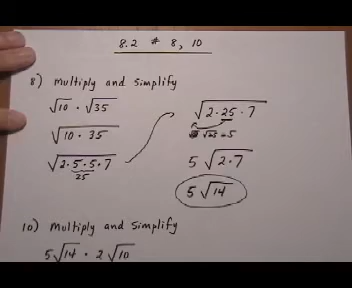 8.2 # 8, 10
8) Multiply and Simplify
√10 · √35
√10 · 35
√2·5·5·7
25
√2·25·7
√25 = 5
5 √2·7
5 √14
10) Multiply and Simplify
5√14 · 2 √10